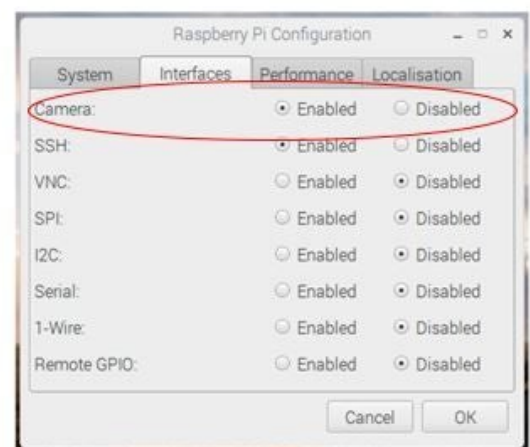 Raspberry Pi Configuration
System Interfaces Performance Localisation
Camera: Enabled Disabled
SSH: Enabled Disabled
VNC: Enabled Disabled
SPI: Enabled Disabled
I2C: Enabled Disabled
Serial: Enabled Disabled
1-Wire: Enabled Disabled
Remote GPIO: Enabled Disabled
Cancel OK